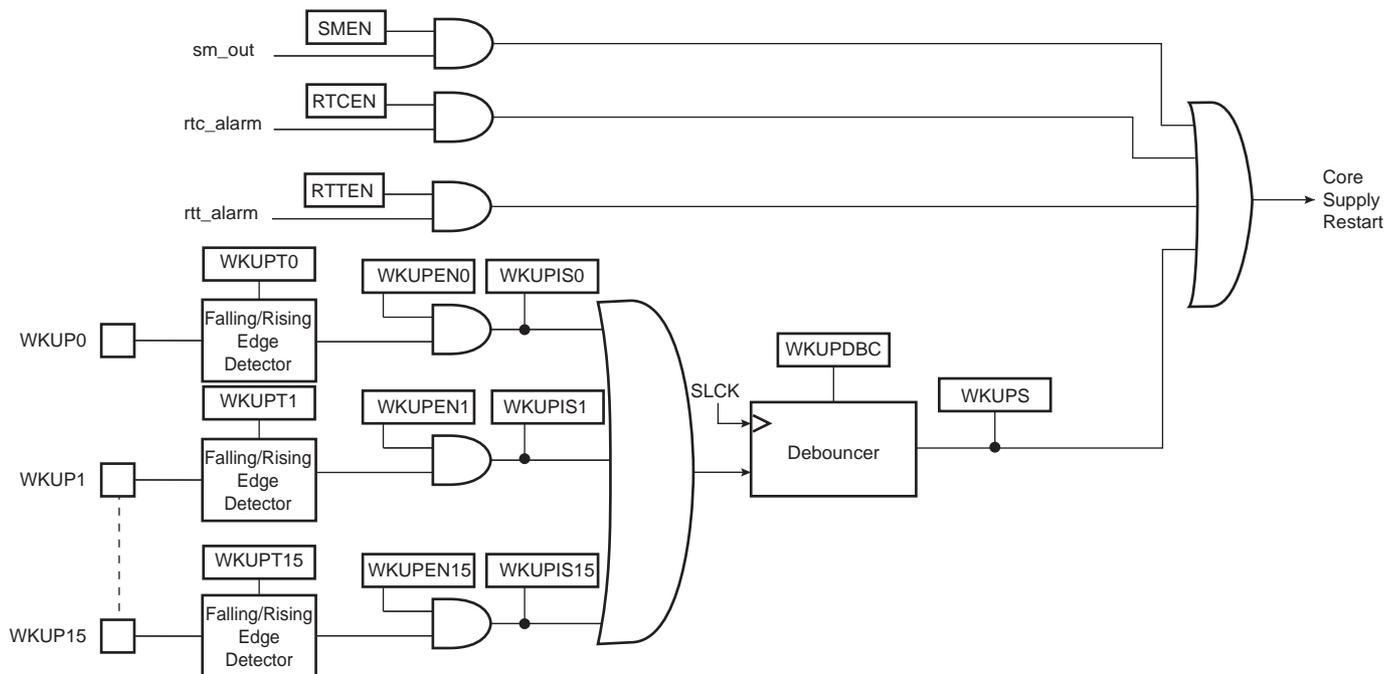 SMEN
sm_out
RTCEN
rtc_alarm
RTTEN
rtt_alarm
Core
Supply
Restart
WKUPT0
WKUPEN0
WKUPIS0
WKUP0
Falling/Rising
Edge
Detector
WKUPT1
WKUPEN1
WKUPIS1
WKUP1
Falling/Rising
Edge
Detector
SLCK
WKUPDBC
Debouncer
WKUPS
WKUPT15
WKUPEN15
WKUPIS15
WKUP15
Falling/Rising
Edge
Detector